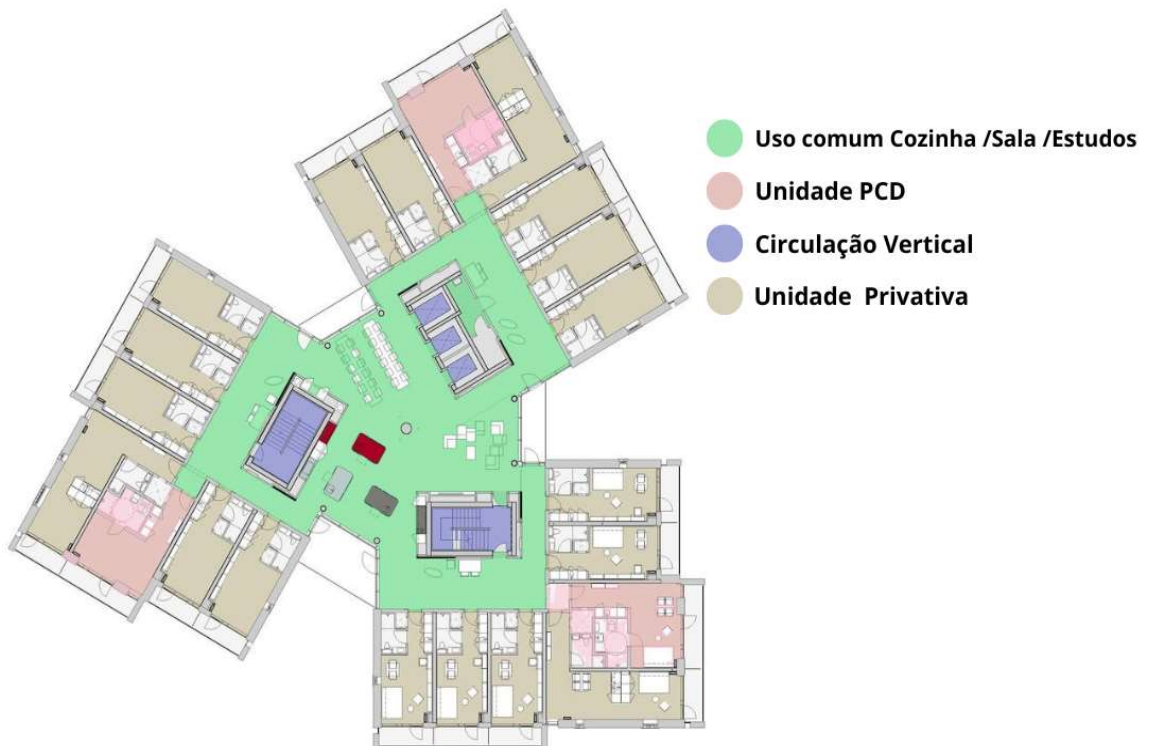 Uso comum Cozinha /Sala /Estudos
Unidade PCD
Circulação Vertical
Unidade Privativa